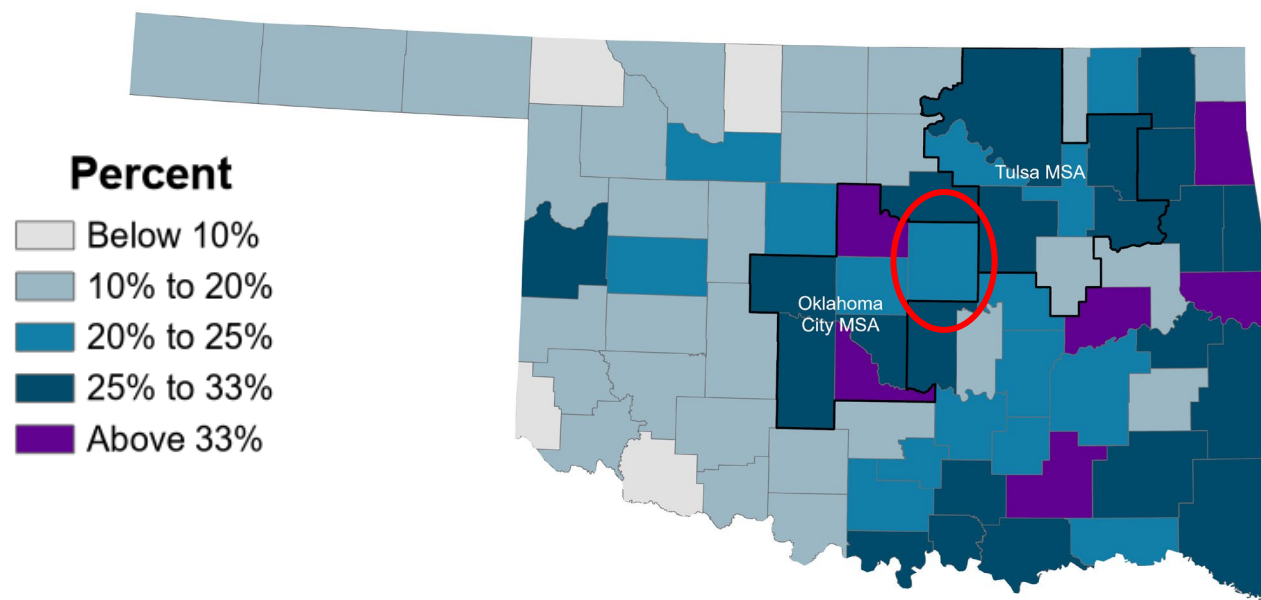 Percent
Below 10%
10% to 20%
20% to 25%
25% to 33%
Above 33%
Tulsa MSA
Oklahoma
City MSA